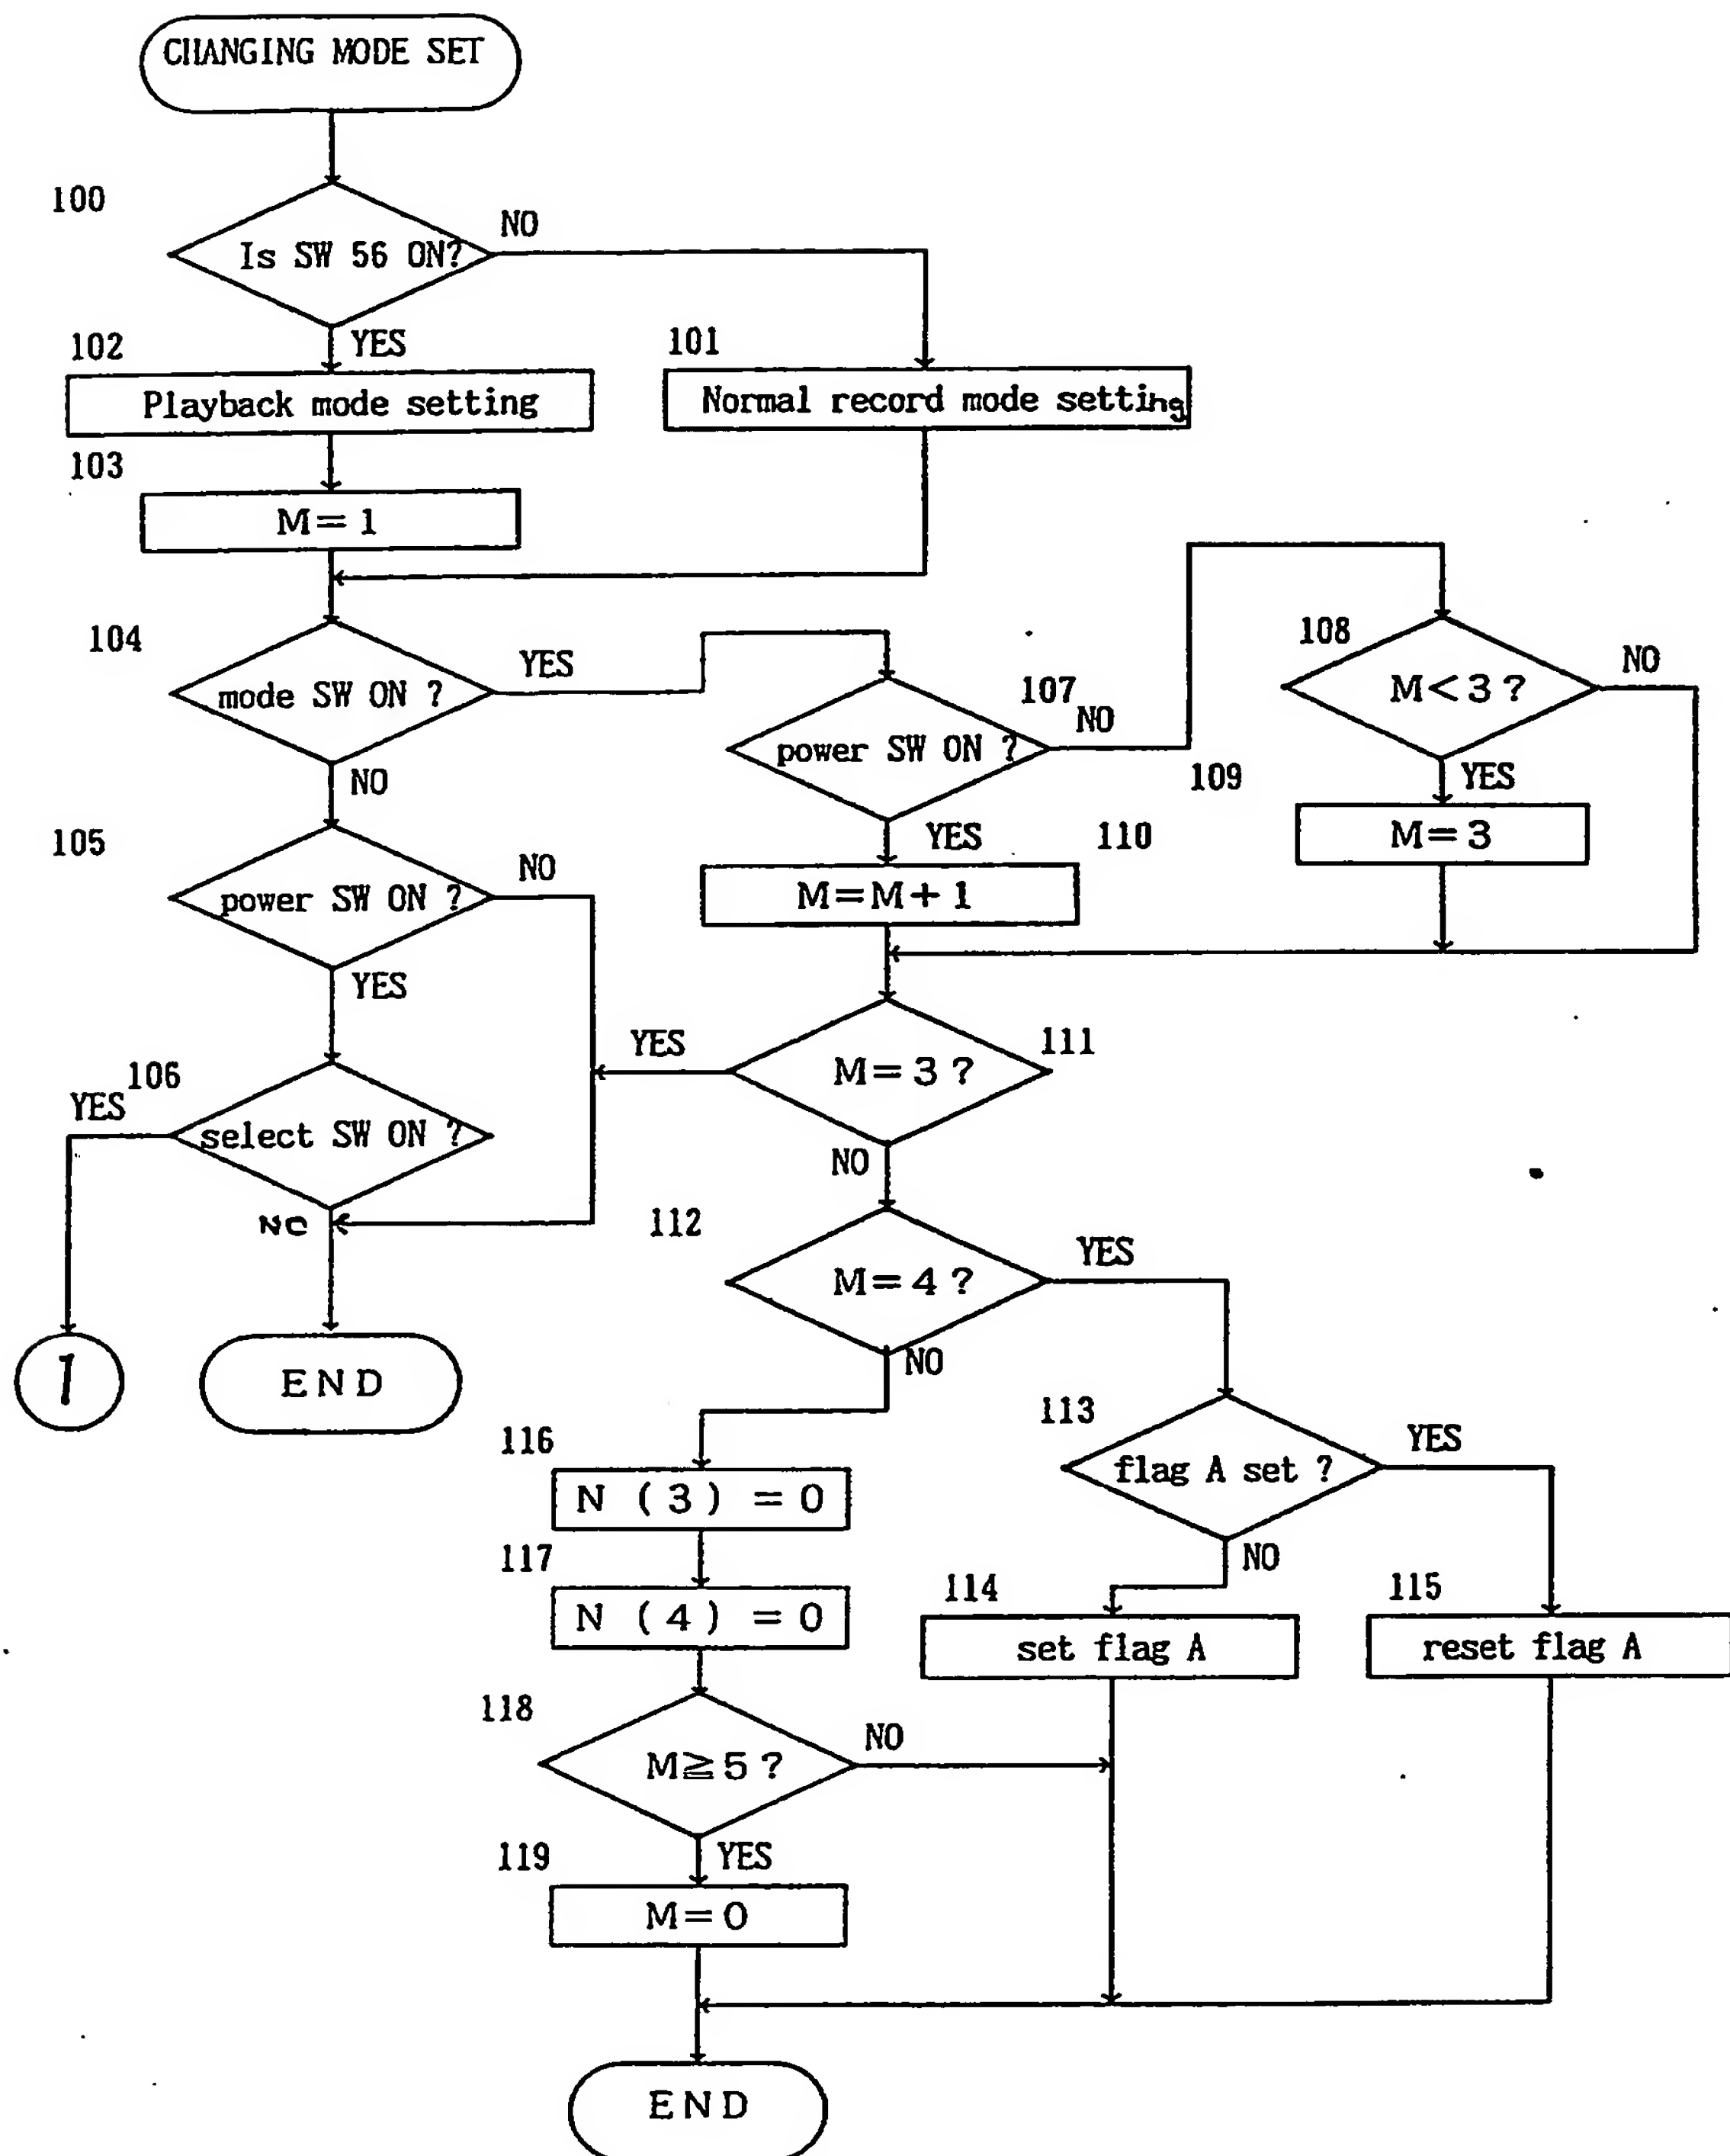 CHANGING MODE SET
100
Is SW 56 ON?
NO
YES
102
101
Playback mode setting
Normal record mode setting
103
M=1
104
mode SW ON ?
YES
NO
107
power SW ON ?
NO
108
M<3 ?
NO
YES
109
M=3
YES
110
M=M+1
105
power SW ON ?
NO
YES
111
M=3 ?
YES
NO
106
select SW ON ?
YES
NO
1
END
112
M=4 ?
YES
NO
113
flag A set ?
YES
NO
114
set flag A
115
reset flag A
116
N (3) =0
117
N (4) =0
118
M≧5 ?
NO
YES
119
M=0
END